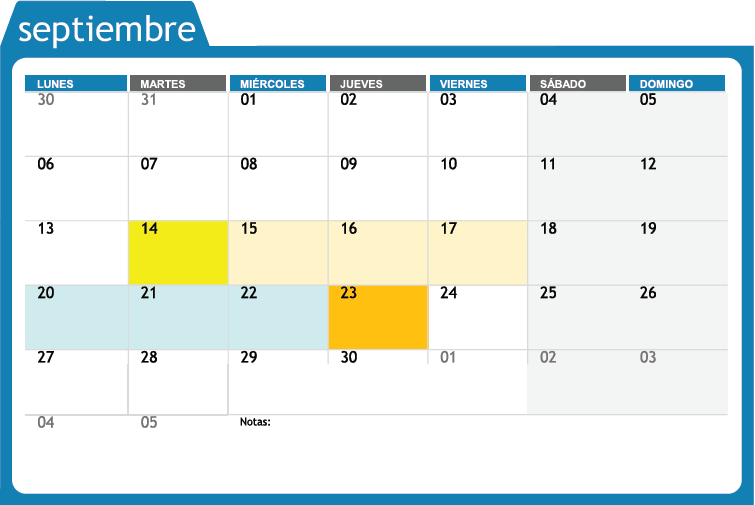 septiembre
LUNES MARTES MIÉRCOLES JUEVES VIERNES SÁBADO DOMINGO
30 31 01 02 03 04 05
06 07 08 09 10 11 12
13 14 15 16 17 18 19
20 21 22 23 24 25 26
27 28 29 30 01 02 03
04 05 Notas: